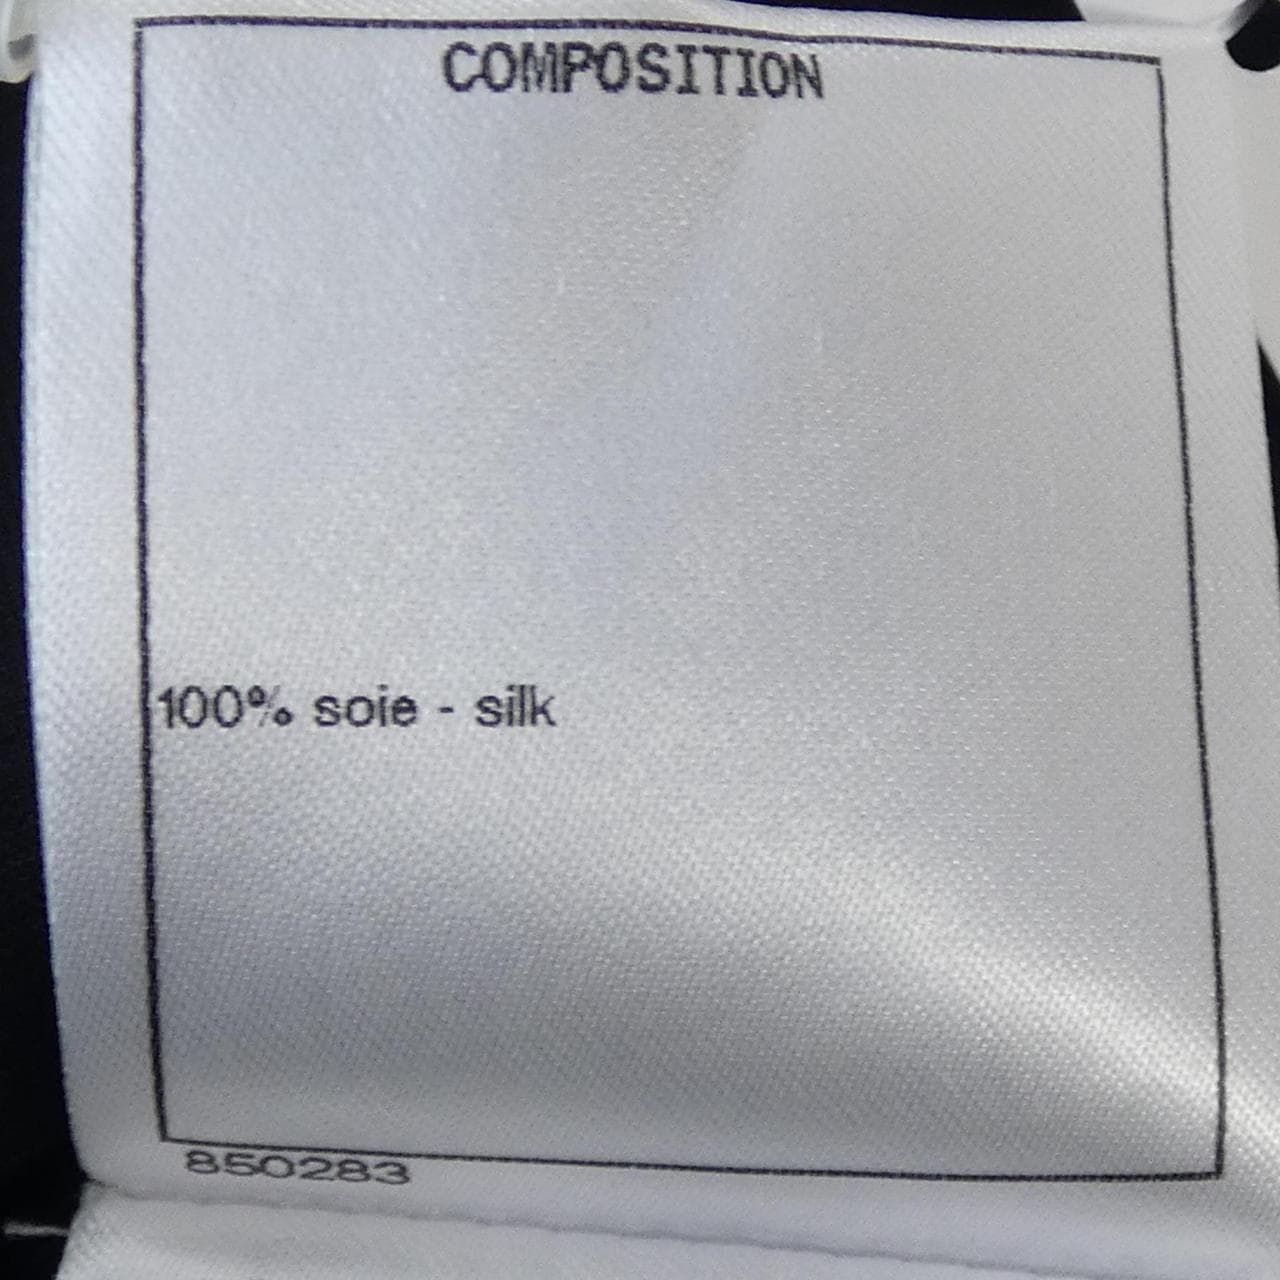 COMPOSITION
100% soie - silk
850283